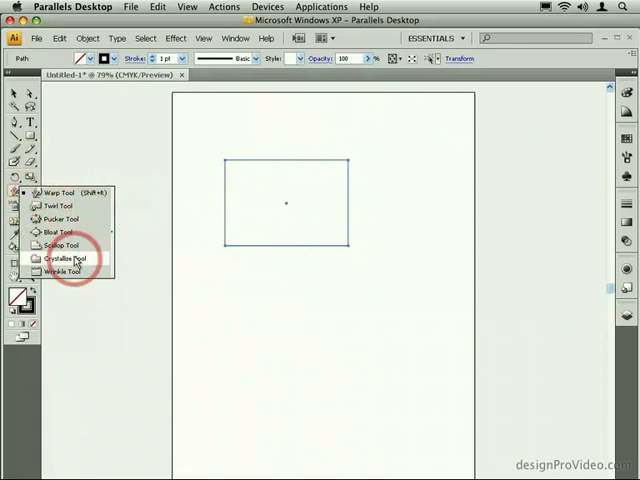 Parallels Desktop File Edit View Actions Devices Applications Help
Microsoft Windows XP - Parallels Desktop
Ai File Edit Object Type Select Effect View Window Help Br ESSENTIALS
Path Stroke: 1 pt Basic Style: Opacity: 100 % Transform
Untitled-1* @ 79% (CMYK/Preview) ×
T
Warp Tool (Shift+R)
Twirl Tool
Pucker Tool
Bloat Tool
Scallop Tool
Crystallize Tool
Wrinkle Tool
designProVideo.com